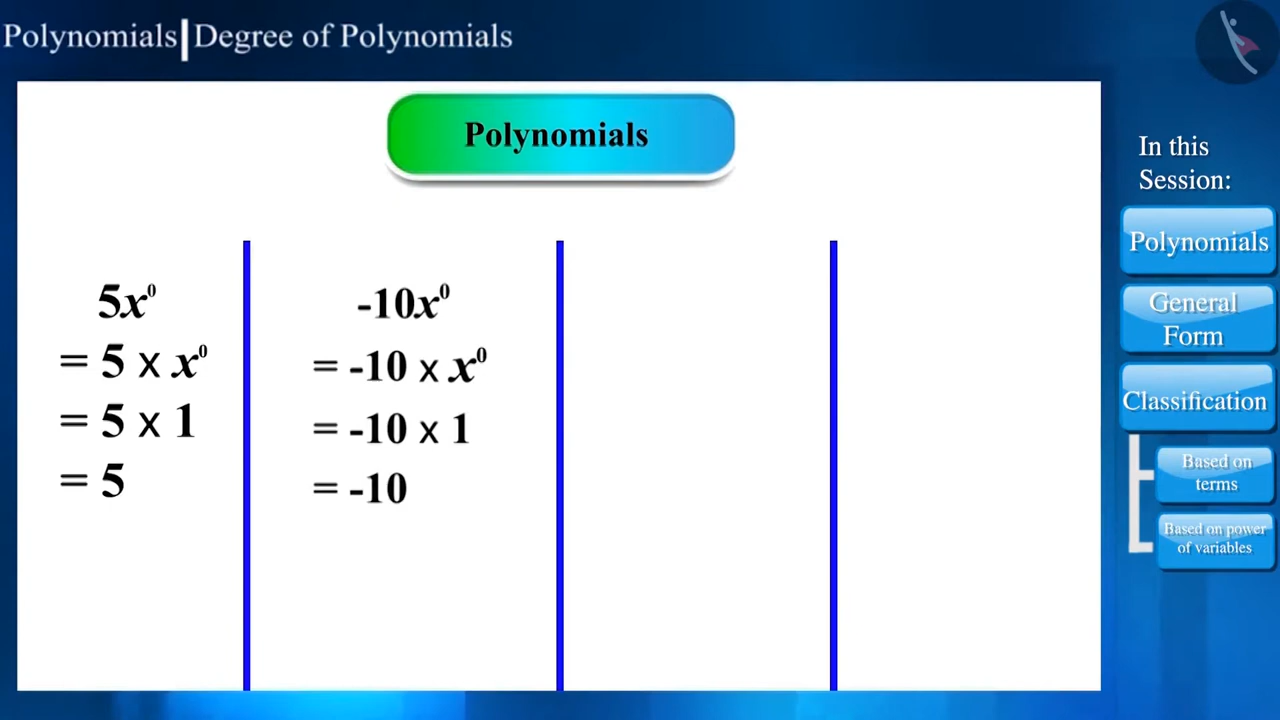 Polynomials|Degree of Polynomials
Polynomials
5x⁰
= 5 x x⁰
= 5 x 1
= 5
-10x⁰
= -10 x x⁰
= -10 x 1
= -10
In this
Session:
Polynomials
General
Form
Classification
Based on
terms
Based on power
of variables